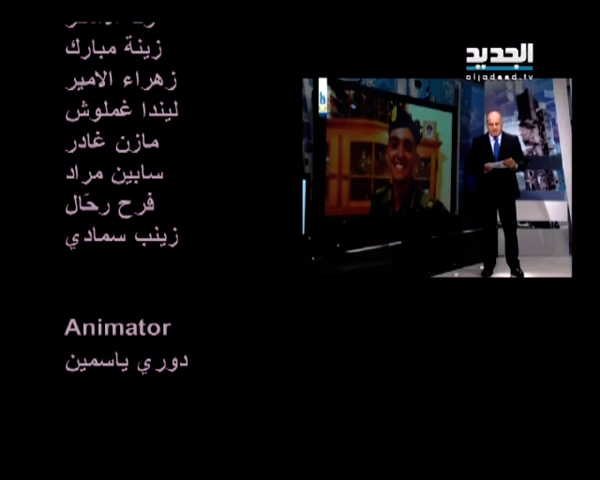 زينة مبارك
زهراء الامير
ليندا غملوش
مازن غادر
سابين مراد
فرح رحّال
زينب سمادي
Animator
دوري ياسمين
الجديد
aljadeed.tv